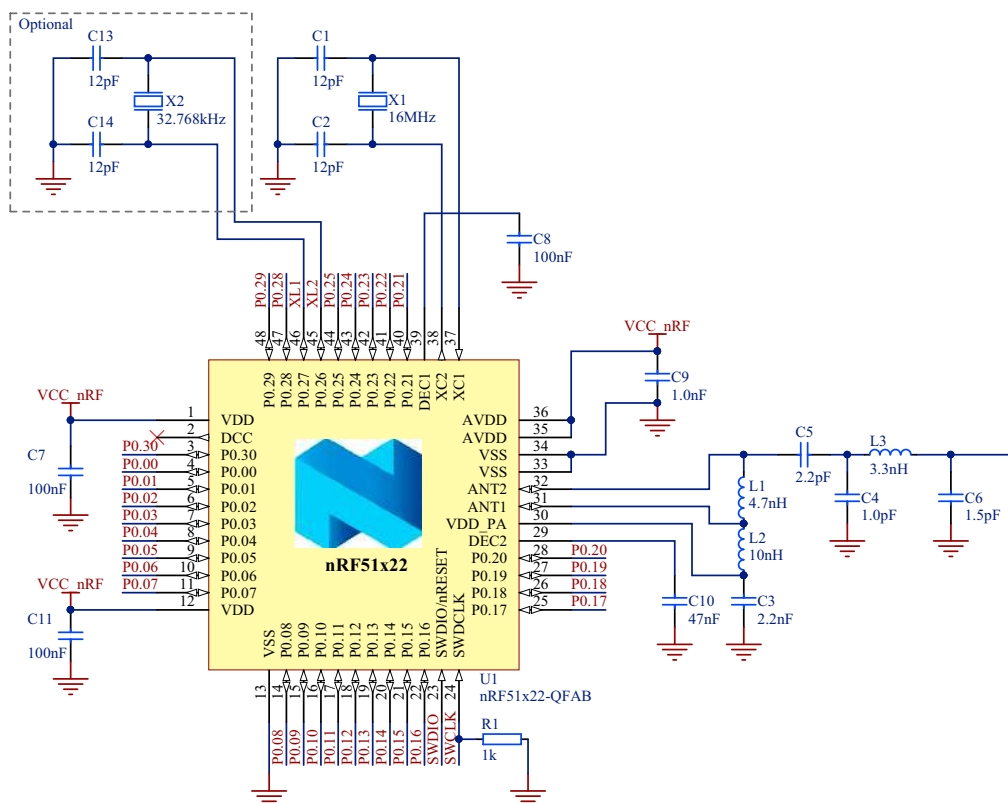 Optional
C13
12pF
X2
32.768kHz
C14
12pF
C1
12pF
X1
16MHz
C2
12pF
C8
100nF
P0.29
P0.28
XL1
XL2
P0.25
P0.24
P0.23
P0.22
P0.21
48
47
46
45
44
43
42
41
40
39
38
37
P0.29
P0.28
P0.27
P0.26
P0.25
P0.24
P0.23
P0.22
P0.21
DEC1
XC2
XC1
VCC_nRF
C7
100nF
VCC_nRF
C11
100nF
P0.30
P0.00
P0.01
P0.02
P0.03
P0.04
P0.05
P0.06
P0.07
1
2
3
4
5
6
7
8
9
10
11
12
VDD
DCC
P0.30
P0.00
P0.01
P0.02
P0.03
P0.04
P0.05
P0.06
P0.07
VDD
nRF51x22
AVDD
AVDD
VSS
VSS
ANT2
ANT1
VDD_PA
DEC2
P0.20
P0.19
P0.18
P0.17
36
35
34
33
32
31
30
29
28
27
26
25
P0.20
P0.19
P0.18
P0.17
VCC_nRF
C9
1.0nF
L1
4.7nH
L2
10nH
C5
2.2pF
L3
3.3nH
C4
1.0pF
C6
1.5pF
C10
47nF
C3
2.2nF
VSS
P0.08
P0.09
P0.10
P0.11
P0.12
P0.13
P0.14
P0.15
P0.16
SWDIO/nRESET
SWDCLK
13
14
15
16
17
18
19
20
21
22
23
24
P0.08
P0.09
P0.10
P0.11
P0.12
P0.13
P0.14
P0.15
P0.16
SWDIO
SWCLK
U1
nRF51x22-QFAB
R1
1k